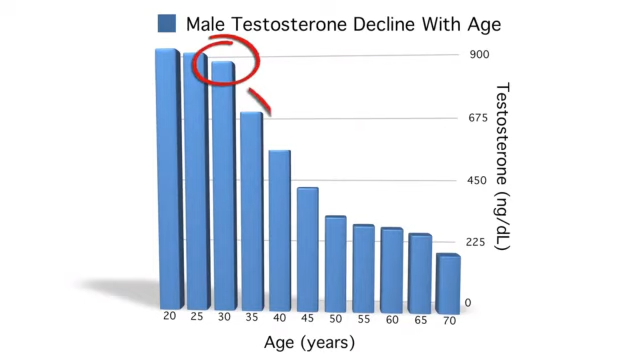 Male Testosterone Decline With Age
900
675
450
225
0
Testosterone (ng/dL)
20 25 30 35 40 45 50 55 60 65 70
Age (years)